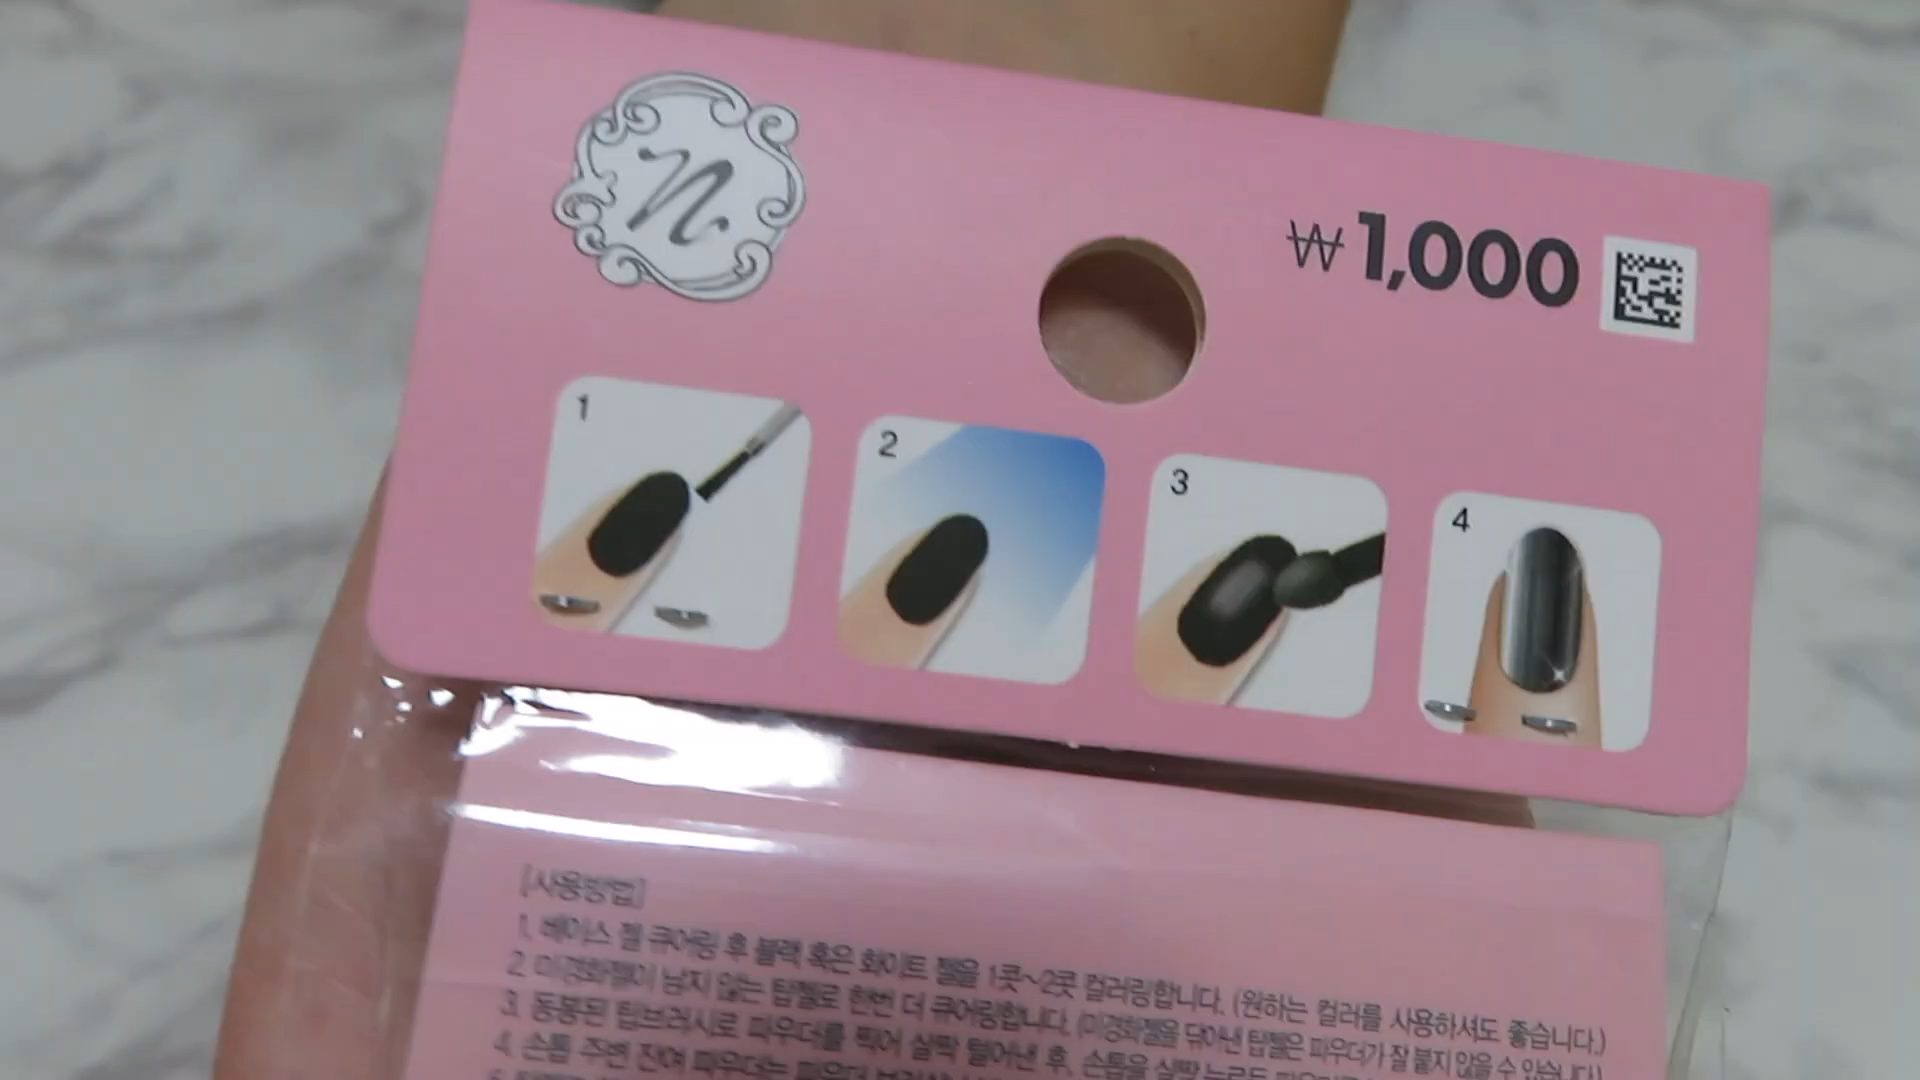 n
₩1,000
1
2
3
4
[사용방법]
1. 베이스 젤 큐어링 후 블랙 혹은 화이트 젤을 1콧~2콧 컬러링합니다. (원하는 컬러를 사용하셔도 좋습니다.)
2. 미경화젤이 남지 않는 탑젤로 한번 더 큐어링합니다. (미경화젤을 닦아낸 탑젤은 파우더가 잘 붙지 않을 수 있습니다.)
3. 동봉된 팁브러시로 파우더를 찍어 살짝 털어낸 후, 손톱을 살짝 누르듯
4. 손톱 주변 잔여 파우더는